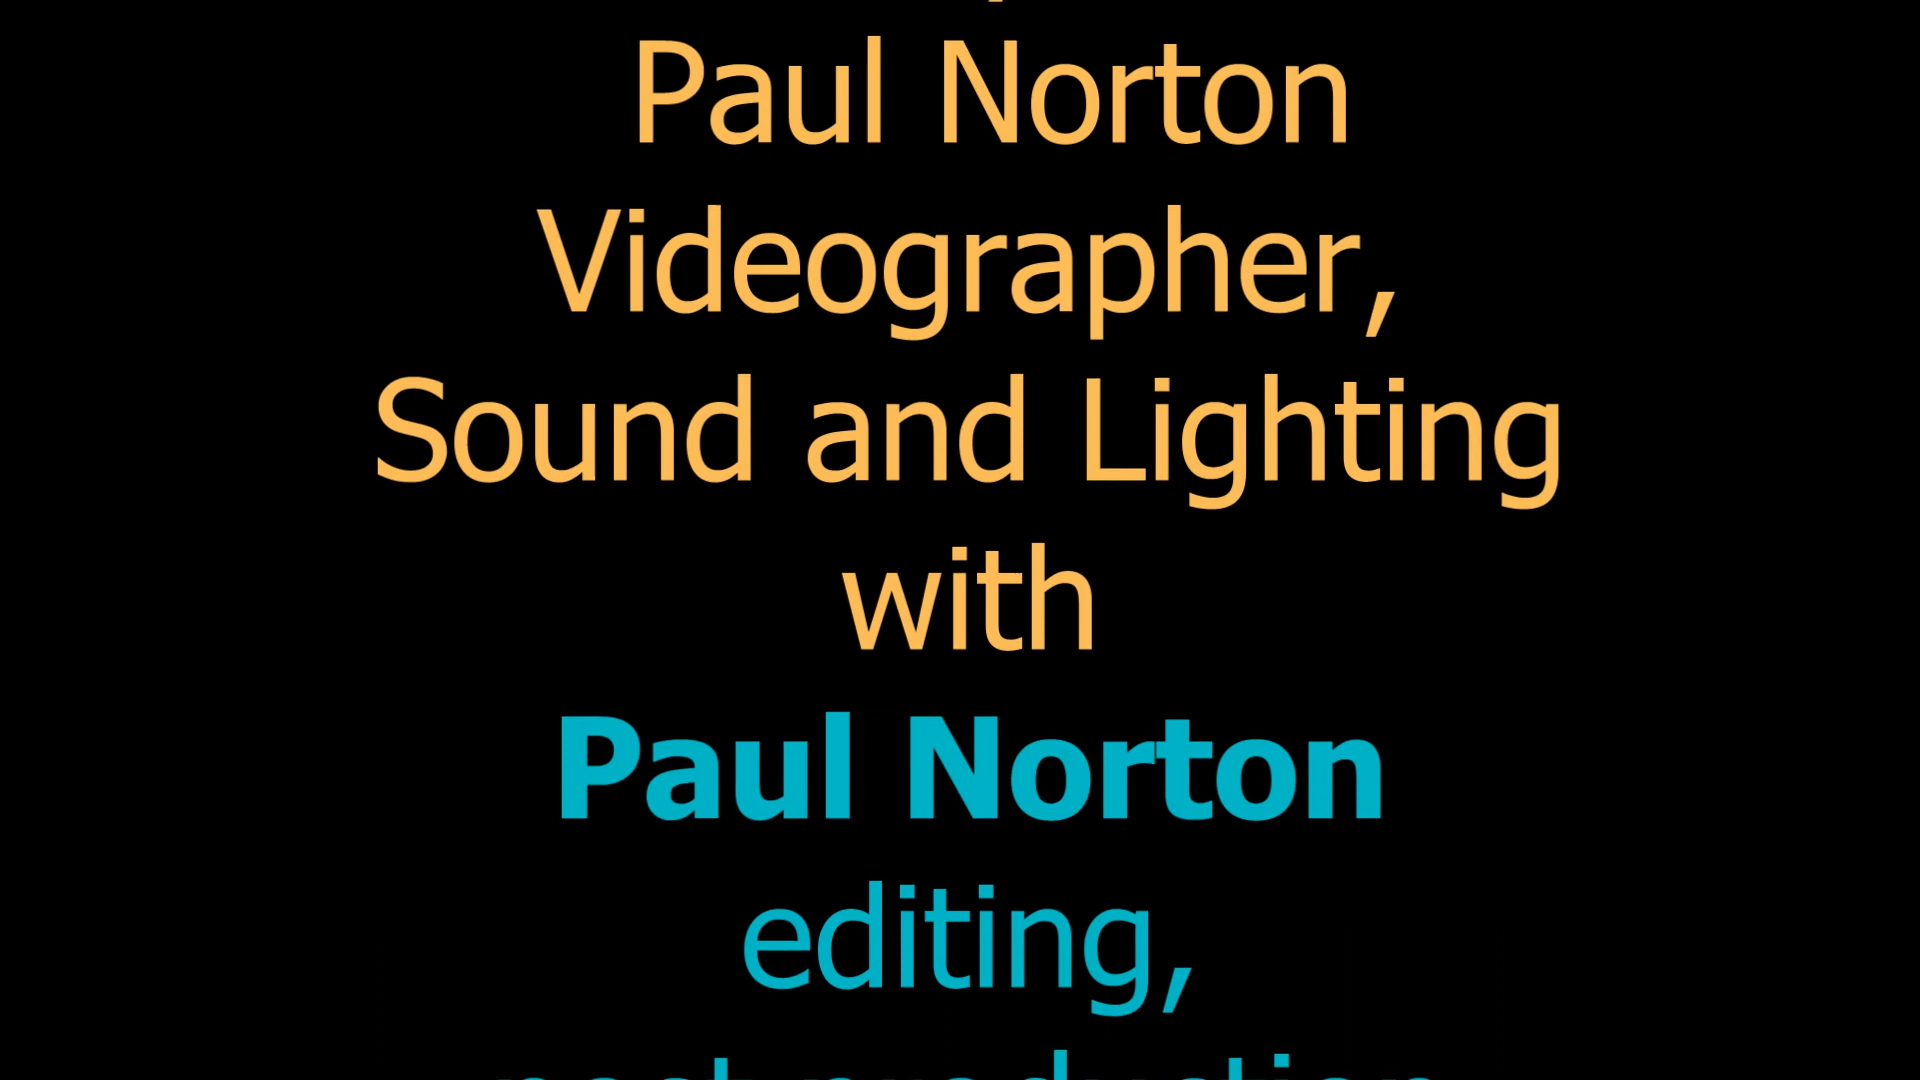 Paul Norton
Videographer,
Sound and Lighting
with
Paul Norton
editing,